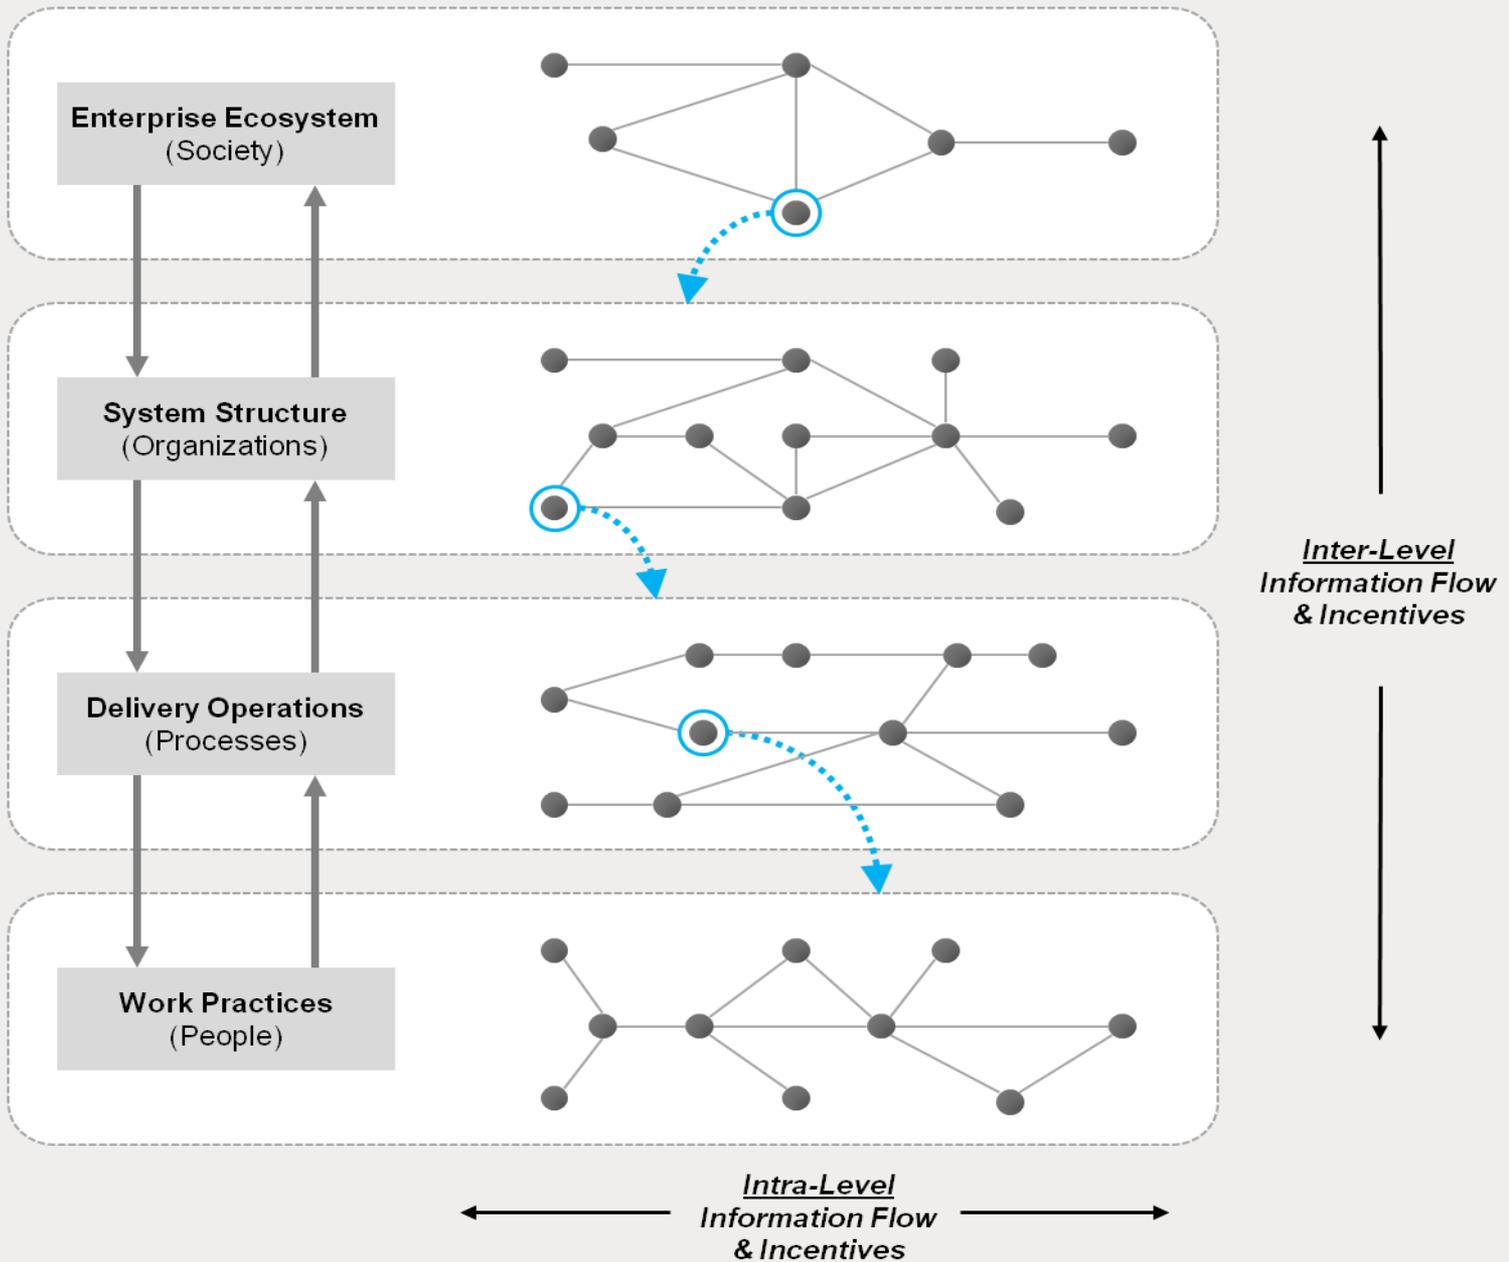 Enterprise Ecosystem
(Society)
System Structure
(Organizations)
Delivery Operations
(Processes)
Work Practices
(People)
Inter-Level
Information Flow
& Incentives
Intra-Level
Information Flow
& Incentives